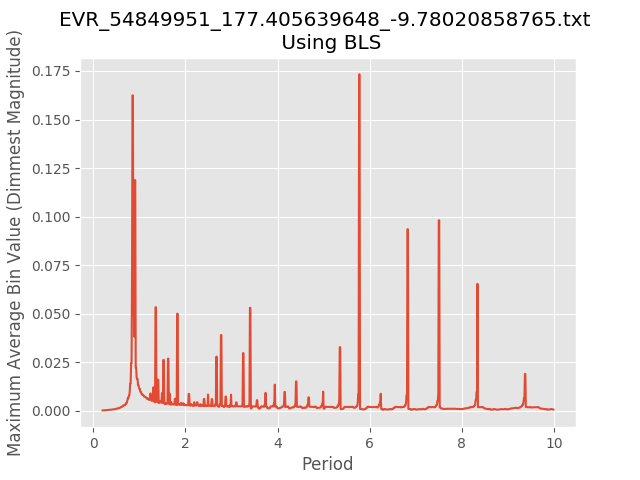 EVR_54849951_177.405639648_-9.78020858765.txt
Using BLS
Maximum Average Bin Value (Dimmest Magnitude)
0.175
0.150
0.125
0.100
0.075
0.050
0.025
0.000
0 2 4 6 8 10
Period